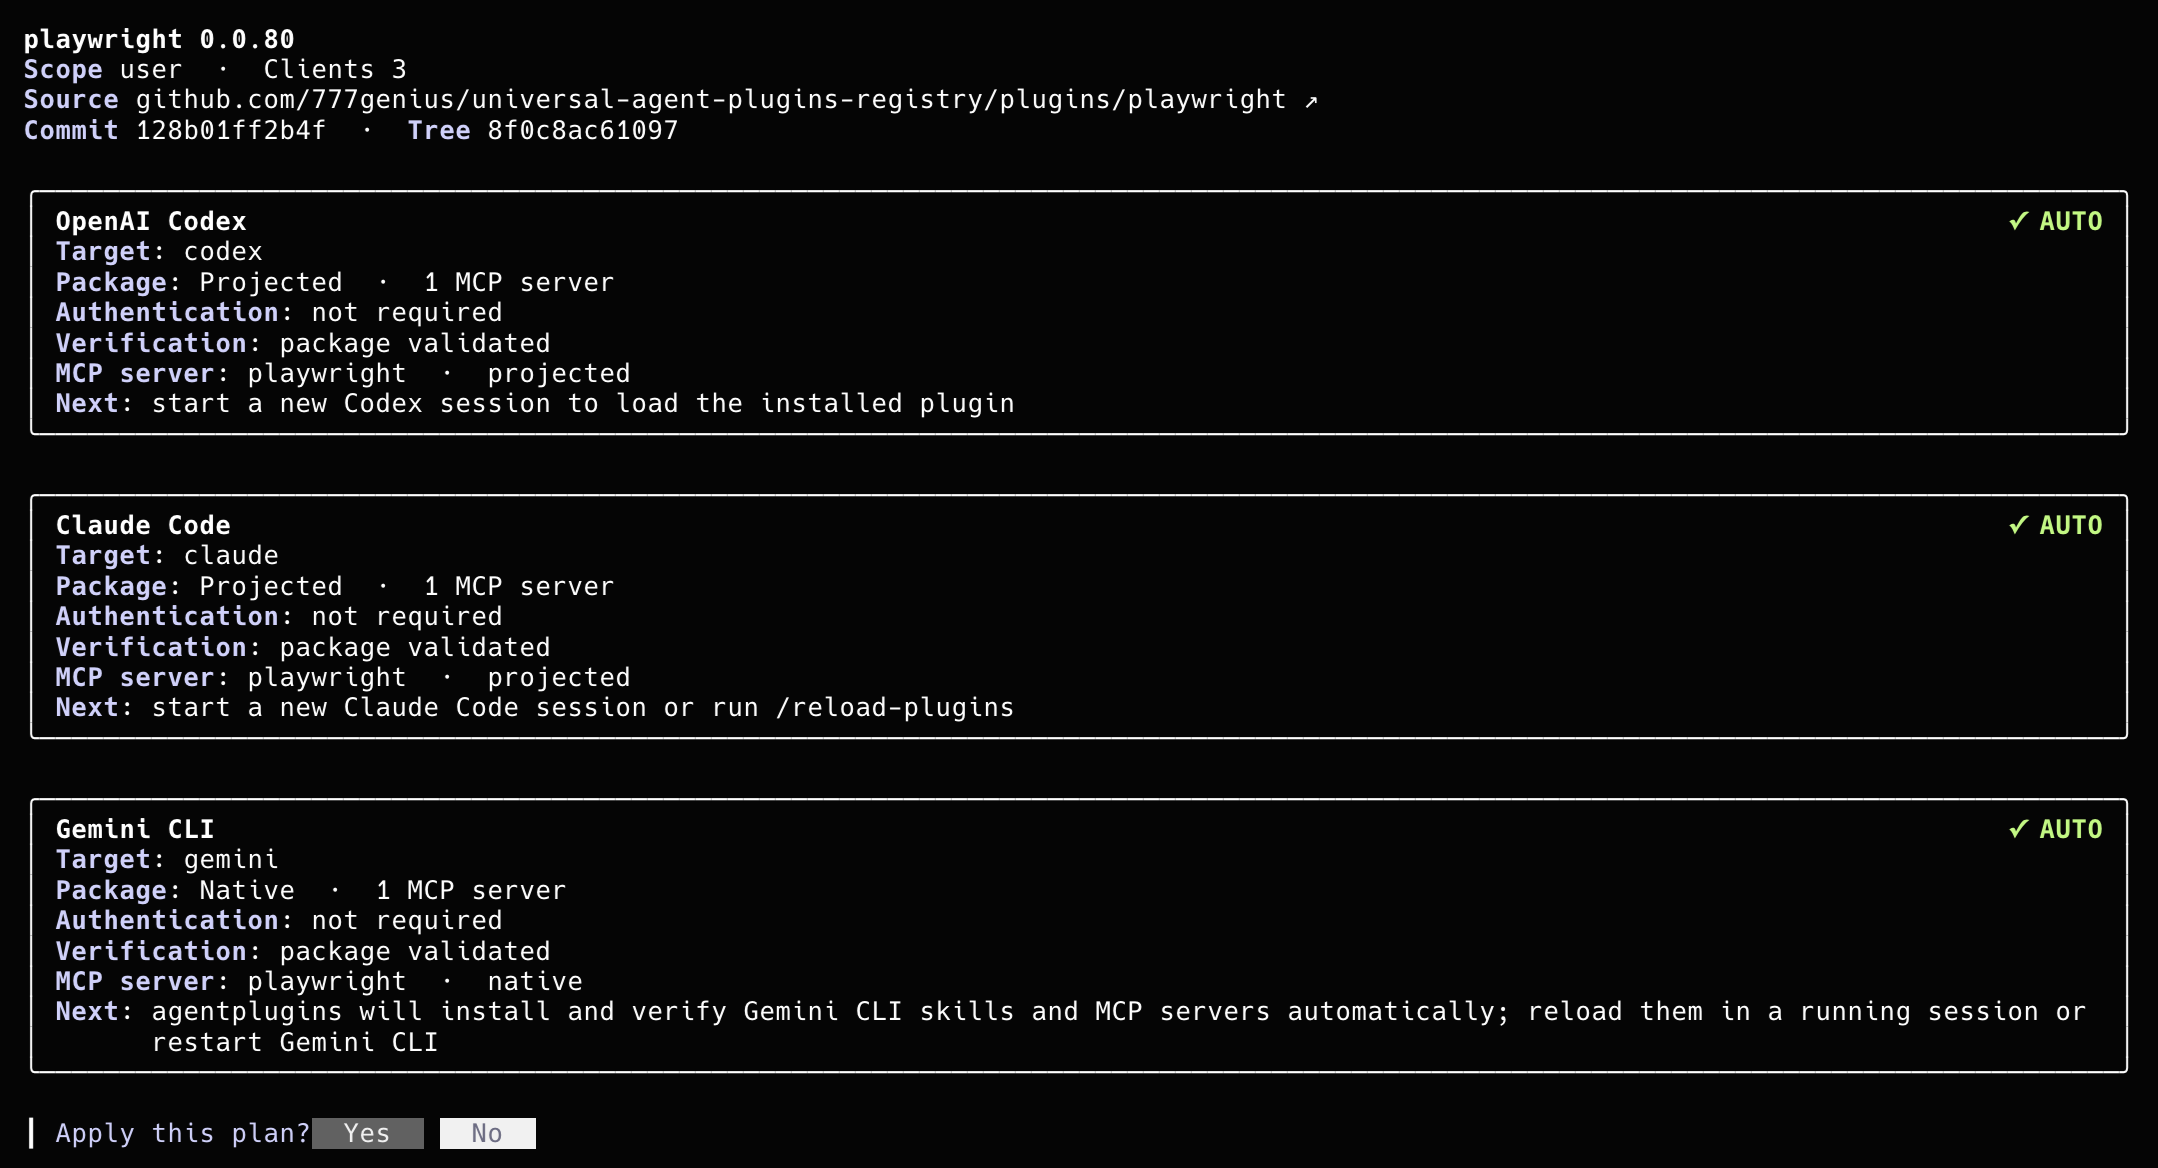 playwright 0.0.80
Scope user · Clients 3
Source github.com/777genius/universal-agent-plugins-registry/plugins/playwright ↗
Commit 128b01ff2b4f · Tree 8f0c8ac61097
OpenAI Codex ✓ AUTO
Target: codex
Package: Projected · 1 MCP server
Authentication: not required
Verification: package validated
MCP server: playwright · projected
Next: start a new Codex session to load the installed plugin
Claude Code ✓ AUTO
Target: claude
Package: Projected · 1 MCP server
Authentication: not required
Verification: package validated
MCP server: playwright · projected
Next: start a new Claude Code session or run /reload-plugins
Gemini CLI ✓ AUTO
Target: gemini
Package: Native · 1 MCP server
Authentication: not required
Verification: package validated
MCP server: playwright · native
Next: agentplugins will install and verify Gemini CLI skills and MCP servers automatically; reload them in a running session or
restart Gemini CLI
Apply this plan? Yes No